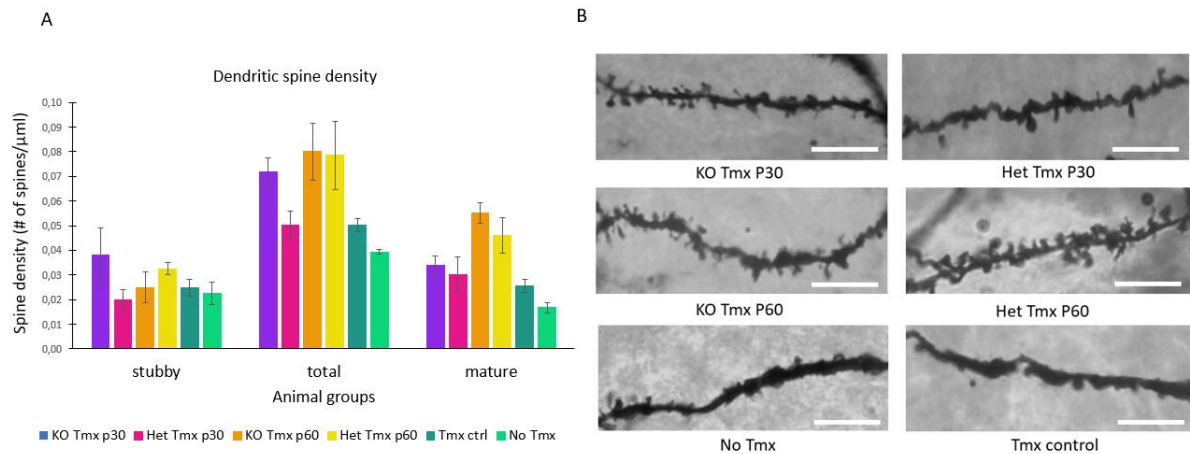 A
Dendritic spine density
Spine density (# of spines/µml)
0,10
0,09
0,08
0,07
0,06
0,05
0,04
0,03
0,02
0,01
0,00
stubby total mature
Animal groups
KO Tmx p30 Het Tmx p30 KO Tmx p60 Het Tmx p60 Tmx ctrl No Tmx
B
KO Tmx P30 Het Tmx P30
KO Tmx P60 Het Tmx P60
No Tmx Tmx control